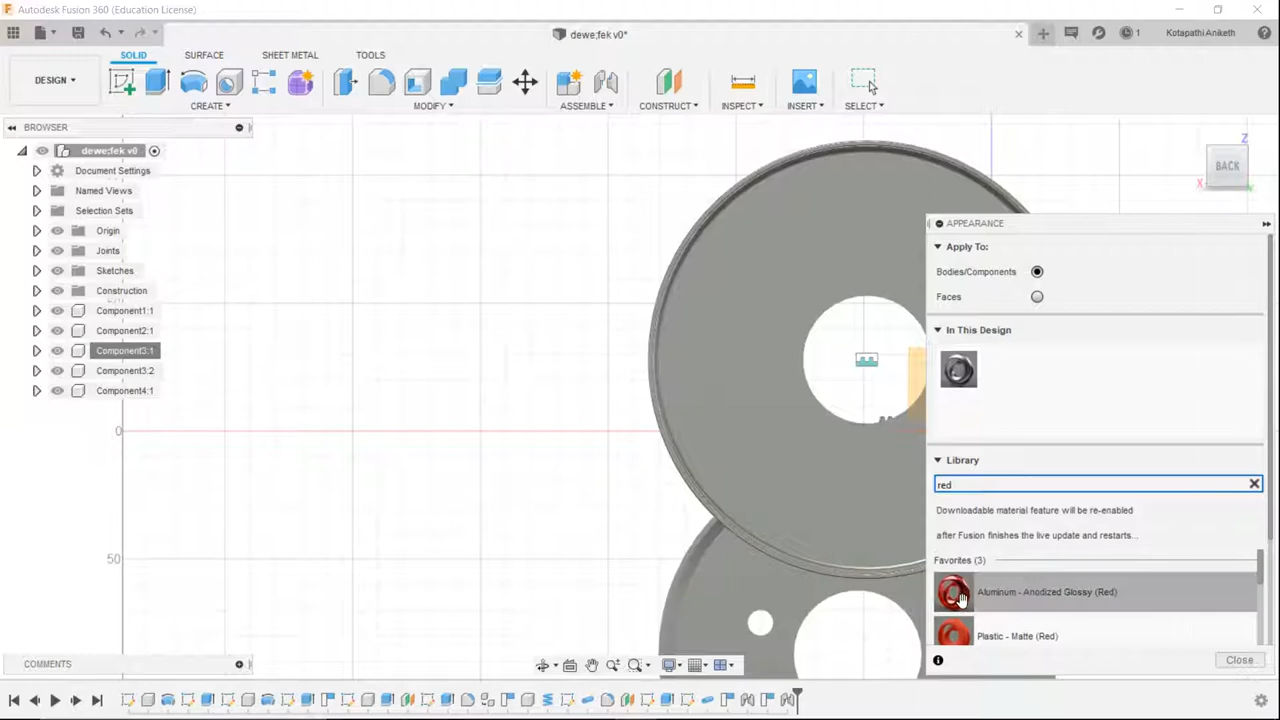 Autodesk Fusion 360 (Education License)
dewe;fek v0*
1
Kotapathi Aniketh
DESIGN
SOLID
SURFACE
SHEET METAL
TOOLS
CREATE
MODIFY
ASSEMBLE
CONSTRUCT
INSPECT
INSERT
SELECT
BROWSER
dewe;fek v0
Document Settings
Named Views
Selection Sets
Origin
Joints
Sketches
Construction
Component1:1
Component2:1
Component3:1
Component3:2
Component4:1
0
50
Z
BACK
X
Y
APPEARANCE
Apply To:
Bodies/Components
Faces
In This Design
Library
red
Downloadable material feature will be re-enabled
after Fusion finishes the live update and restarts...
Favorites (3)
Aluminum - Anodized Glossy (Red)
Plastic - Matte (Red)
Close
COMMENTS